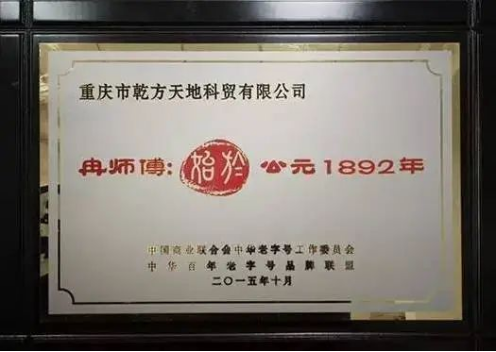 重庆市乾方天地科贸有限公司
冉师傅:始於公元1892年
中国商业联合会中华老字号工作委员会
中华百年老字号品牌联盟
二〇一五年十月